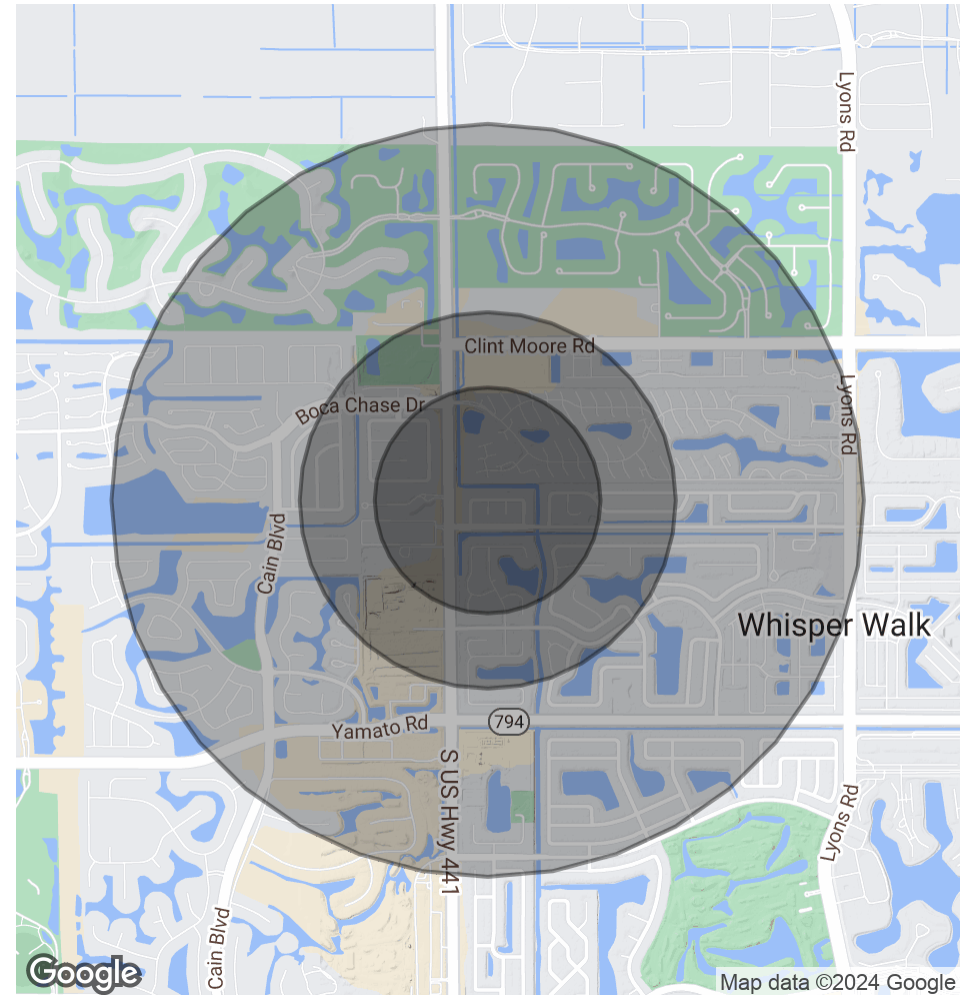 Lyons Rd
Clint Moore Rd
Boca Chase Dr
Lyons Rd
Cain Blvd
Whisper Walk
Yamato Rd
794
S US Hwy 441
Lyons Rd
Cain Blvd
Google
Map data ©2024 Google